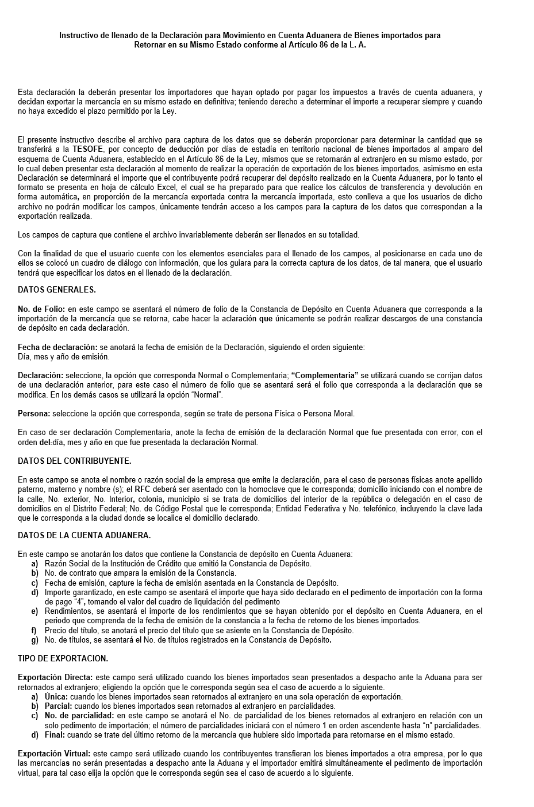 Instructivo de llenado de la Declaración para Movimiento en Cuenta Aduanera de Bienes importados para
Retornar en su Mismo Estado conforme al Artículo 86 de la L. A.
Esta declaración la deberán presentar los importadores que hayan optado por pagar los impuestos a través de cuenta aduanera, y
decidan exportar la mercancía en su mismo estado en definitiva; teniendo derecho a determinar el importe a recuperar siempre y cuando
no haya excedido el plazo permitido por la Ley.
El presente instructivo describe el archivo para captura de los datos que se deberán proporcionar para determinar la cantidad que se
transferirá a la TESOFE, por concepto de deducción por días de estadía en territorio nacional de bienes importados al amparo del
esquema de Cuenta Aduanera, establecido en el Artículo 86 de la Ley, mismos que se retornarán al extranjero en su mismo estado, por
lo cual deben presentar esta declaración al momento de realizar la operación de exportación de los bienes importados, asimismo en esta
Declaración se determinará el importe que el contribuyente podrá recuperar del depósito realizado en la Cuenta Aduanera, por lo tanto el
formato se presenta en hoja de cálculo Excel, el cual se ha preparado para que realice los cálculos de transferencia y devolución en
forma automática, en proporción de la mercancía exportada contra la mercancía importada, esto conlleva a que los usuarios de dicho
archivo no podrán modificar los campos, únicamente tendrán acceso a los campos para la captura de los datos que correspondan a la
exportación realizada.
Los campos de captura que contiene el archivo invariablemente deberán ser llenados en su totalidad.
Con la finalidad de que el usuario cuente con los elementos esenciales para el llenado de los campos, al posicionarse en cada uno de
ellos se colocó un cuadro de diálogo con información, que los guiara para la correcta captura de los datos, de tal manera, que el usuario
tendrá que especificar los datos en el llenado de la declaración.
DATOS GENERALES.
No. de Folio: en este campo se asentará el número de folio de la Constancia de Depósito en Cuenta Aduanera que corresponda a la
importación de la mercancía que se retorna, cabe hacer la aclaración que únicamente se podrán realizar descargos de una constancia
de depósito en cada declaración.
Fecha de declaración: se anotará la fecha de emisión de la Declaración, siguiendo el orden siguiente:
Día, mes y año de emisión.
Declaración: seleccione, la opción que corresponda Normal o Complementaria; "Complementaria" se utilizará cuando se corrijan datos
de una declaración anterior, para este caso el número de folio que se asentará será el folio que corresponda a la declaración que se
modifica. En los demás casos se utilizará la opción "Normal".
Persona: seleccione la opción que corresponda, según se trate de persona Física o Persona Moral.
En caso de ser declaración Complementaria, anote la fecha de emisión de la declaración Normal que fue presentada con error, con el
orden del:día, mes y año en que fue presentada la declaración Normal.
DATOS DEL CONTRIBUYENTE.
En este campo se anota el nombre o razón social de la empresa que emite la declaración, para el caso de personas físicas anote apellido
paterno, materno y nombre (s); el RFC deberá ser asentado con la homoclave que le corresponda; domicilio iniciando con el nombre de
la calle, No. exterior, No. Interior, colonia, municipio si se trata de domicilios del interior de la república o delegación en el caso de
domicilios en el Distrito Federal; No. de Código Postal que le corresponda; Entidad Federativa y No. telefónico, incluyendo la clave lada
que le corresponda a la ciudad donde se localice el domicilio declarado.
DATOS DE LA CUENTA ADUANERA.
En este campo se anotarán los datos que contiene la Constancia de depósito en Cuenta Aduanera:
a) Razón Social de la Institución de Crédito que emitió la Constancia de Depósito.
b) No. de contrato que ampara la emisión de la Constancia.
c) Fecha de emisión, capture la fecha de emisión asentada en la Constancia de Depósito.
d) Importe garantizado, en este campo se asentará el importe que haya sido declarado en el pedimento de importación con la forma
de pago "4", tomando el valor del cuadro de liquidación del pedimento
e) Rendimientos, se asentará el importe de los rendimientos que se hayan obtenido por el depósito en Cuenta Aduanera, en el
periodo que comprenda de la fecha de emisión de la constancia a la fecha de retorno de los bienes importados.
f) Precio del título, se anotará el precio del título que se asiente en la Constancia de Depósito.
g) No. de títulos, se asentará el No. de títulos registrados en la Constancia de Depósito.
TIPO DE EXPORTACION.
Exportación Directa: este campo será utilizado cuando los bienes importados sean presentados a despacho ante la Aduana para ser
retornados al extranjero; eligiendo la opción que le corresponda según sea el caso de acuerdo a lo siguiente.
a) Única: cuando los bienes importados sean retornados al extranjero en una sola operación de exportación.
b) Parcial: cuando los bienes importados sean retornados al extranjero en parcialidades.
c) No. de parcialidad: en este campo se anotará el No. de parcialidad de los bienes retornados al extranjero en relación con un
solo pedimento de importación; el número de parcialidades iniciará con el número 1 en orden ascendente hasta "n" parcialidades.
d) Final: cuando se trate del último retorno de la mercancía que hubiere sido importada para retornarse en el mismo estado.
Exportación Virtual: este campo será utilizado cuando los contribuyentes transfieran los bienes importados a otra empresa, por lo que
las mercancías no serán presentadas a despacho ante la Aduana y el importador emitirá simultáneamente el pedimento de importación
virtual, para tal caso elija la opción que le corresponda según sea el caso de acuerdo a lo siguiente.